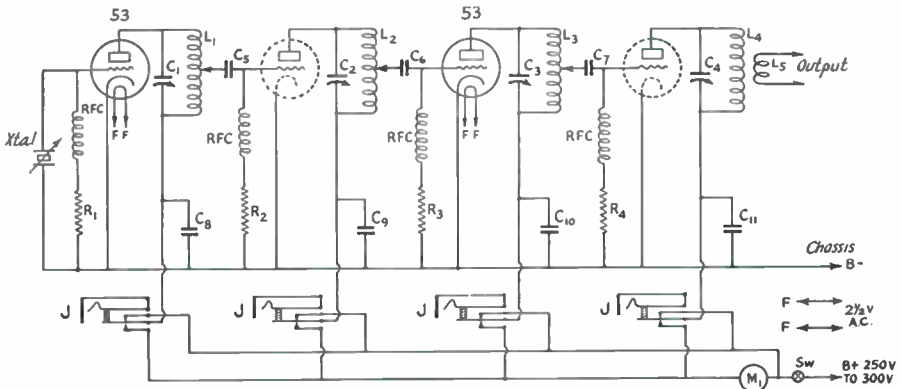 53
53
L₁
L₂
L₃
L₄
C₁
C₅
C₂
C₆
C₃
C₇
C₄
L₅ Output
RFC
F F
RFC
RFC
F F
RFC
Xtal
R₁
R₂
R₃
R₄
C₈
C₉
C₁₀
C₁₁
Chassis
B-
J
J
J
J
F
F
2½ V
A.C.
M₁
Sw
B+ 250V
TO 300V